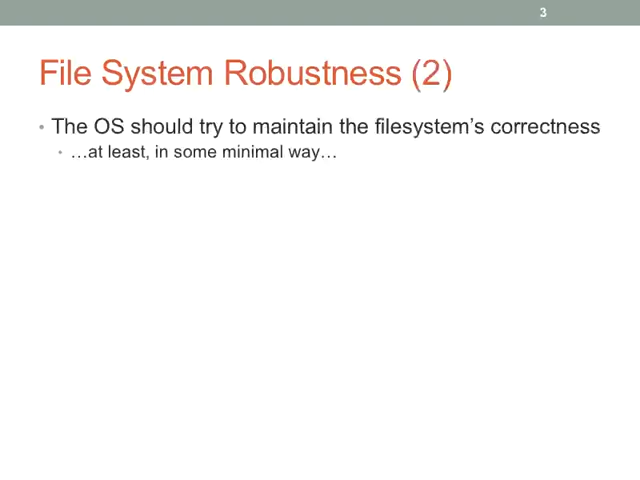 3
File System Robustness (2)
• The OS should try to maintain the filesystem’s correctness
• …at least, in some minimal way…